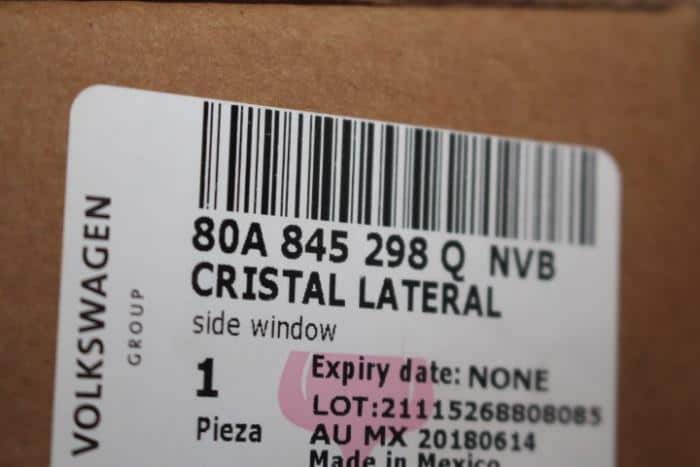 VOLKSWAGEN
GROUP
80A 845 298 Q NVB
CRISTAL LATERAL
side window
1
Pieza
Expiry date: NONE
LOT:21115268808085
AU MX 20180614
Made in Mexico